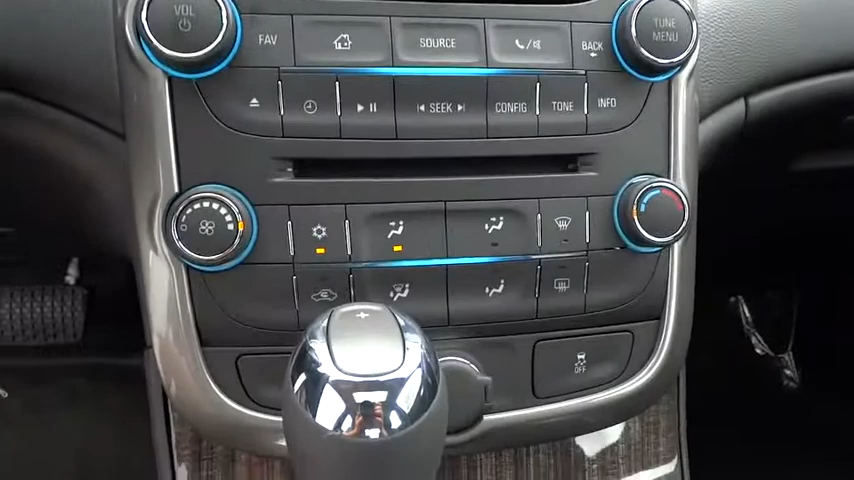 VOL
FAV
SOURCE
BACK
TUNE
MENU
SEEK
CONFIG
TONE
INFO
OFF